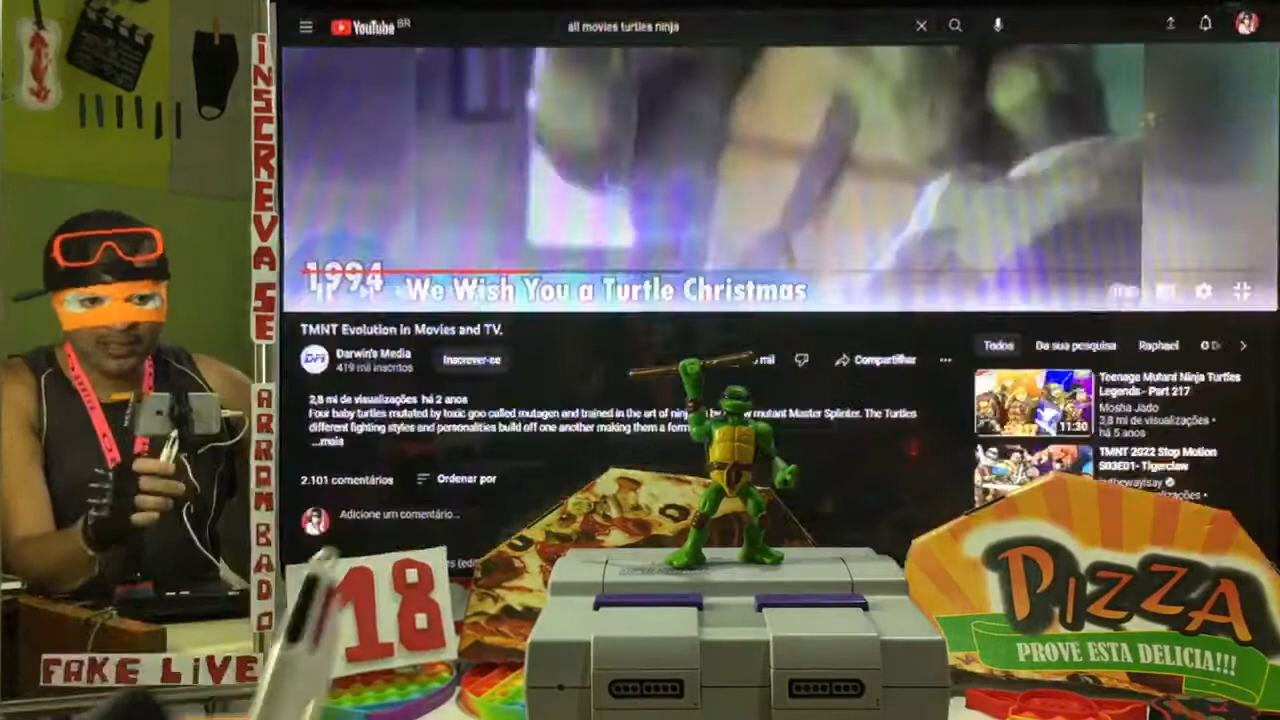 INSCREVA SE
ARROMBADO
FAKE LIVE
YouTube BR
all movies turtles ninja
1994
We Wish You a Turtle Christmas
TMNT Evolution in Movies and TV.
Darwin's Media
419 mil inscritos
Inscrever-se
mil
Compartilhar
2,8 mi de visualizações há 2 anos
Four baby turtles mutated by toxic goo called mutagen and trained in the art of mutant Master Splinter. The Turtles
different fighting styles and personalities build off one another making them a
...mais
2.101 comentários
Ordenar por
Adicione um comentário...
Todos
Da sua pesquisa
Raphael
Teenage Mutant Ninja Turtles
Legends - Part 217
Mosha Jado
3,8 mi de visualizações •
há 5 anos
11:30
TMNT 2022 Stop Motion
S03E01- Tigerclaw
18
PIZZA
PROVE ESTA DELICIA!!!